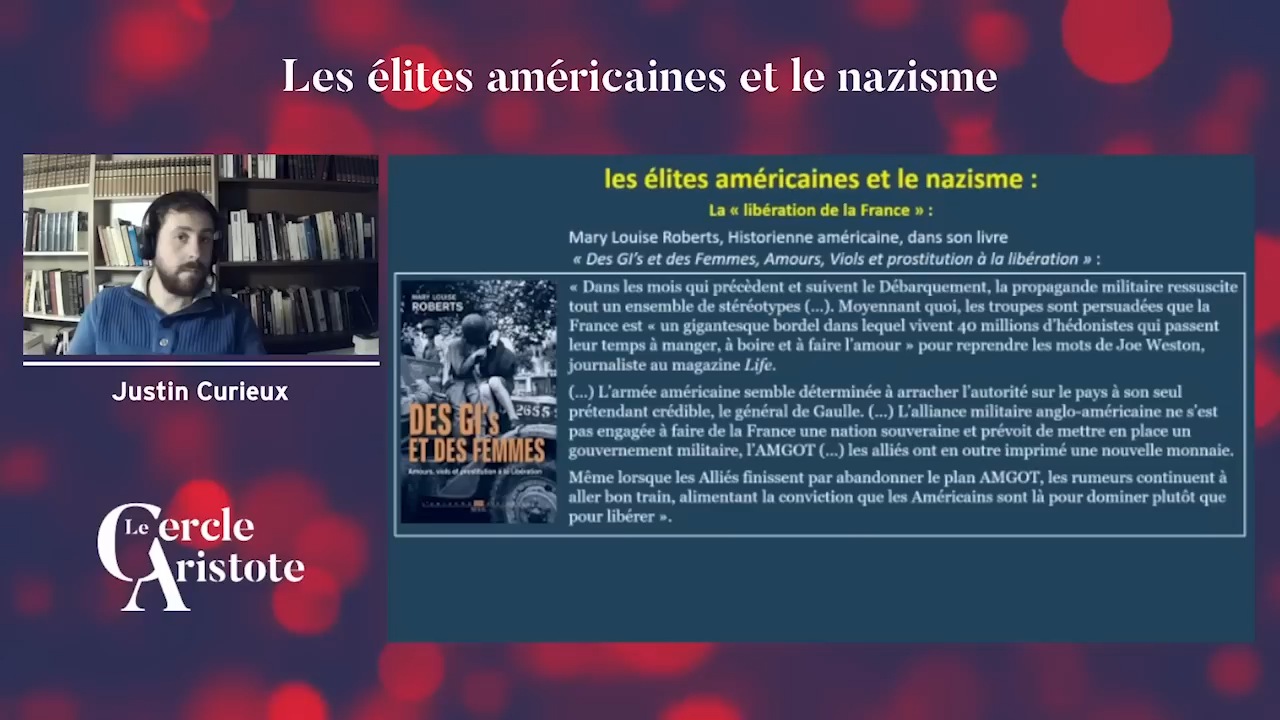 Les élites américaines et le nazisme
les élites américaines et le nazisme :
La « libération de la France » :
Mary Louise Roberts, Historienne américaine, dans son livre
« Des GI's et des Femmes, Amours, Viols et prostitution à la libération » :
MARY LOUISE
ROBERTS
2655
DES GI's
ET DES FEMMES
Amours, viols et prostitution à la Libération
« Dans les mois qui précèdent et suivent le Débarquement, la propagande militaire ressuscite
tout un ensemble de stéréotypes (...). Moyennant quoi, les troupes sont persuadées que la
France est « un gigantesque bordel dans lequel vivent 40 millions d'hédonistes qui passent
leur temps à manger, à boire et à faire l'amour » pour reprendre les mots de Joe Weston,
journaliste au magazine Life.
(...) L'armée américaine semble déterminée à arracher l'autorité sur le pays à son seul
prétendant crédible, le général de Gaulle. (...) L'alliance militaire anglo-américaine ne s'est
pas engagée à faire de la France une nation souveraine et prévoit de mettre en place un
gouvernement militaire, l'AMGOT (...) les alliés ont en outre imprimé une nouvelle monnaie.
Même lorsque les Alliés finissent par abandonner le plan AMGOT, les rumeurs continuent à
aller bon train, alimentant la conviction que les Américains sont là pour dominer plutôt que
pour libérer ».
Justin Curieux
Le Cercle
Aristote